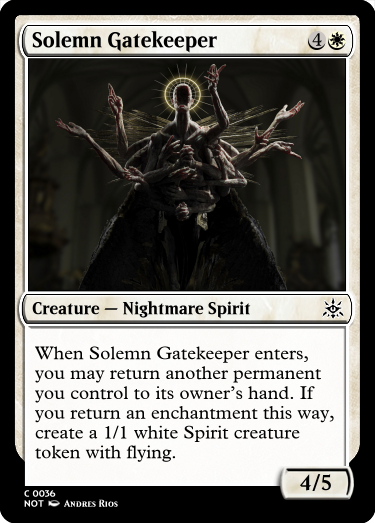 Solemn Gatekeeper 4
Creature — Nightmare Spirit
When Solemn Gatekeeper enters,
you may return another permanent
you control to its owner's hand. If
you return an enchantment this way,
create a 1/1 white Spirit creature
token with flying.
4/5
C 0036
NOT Andres Rios